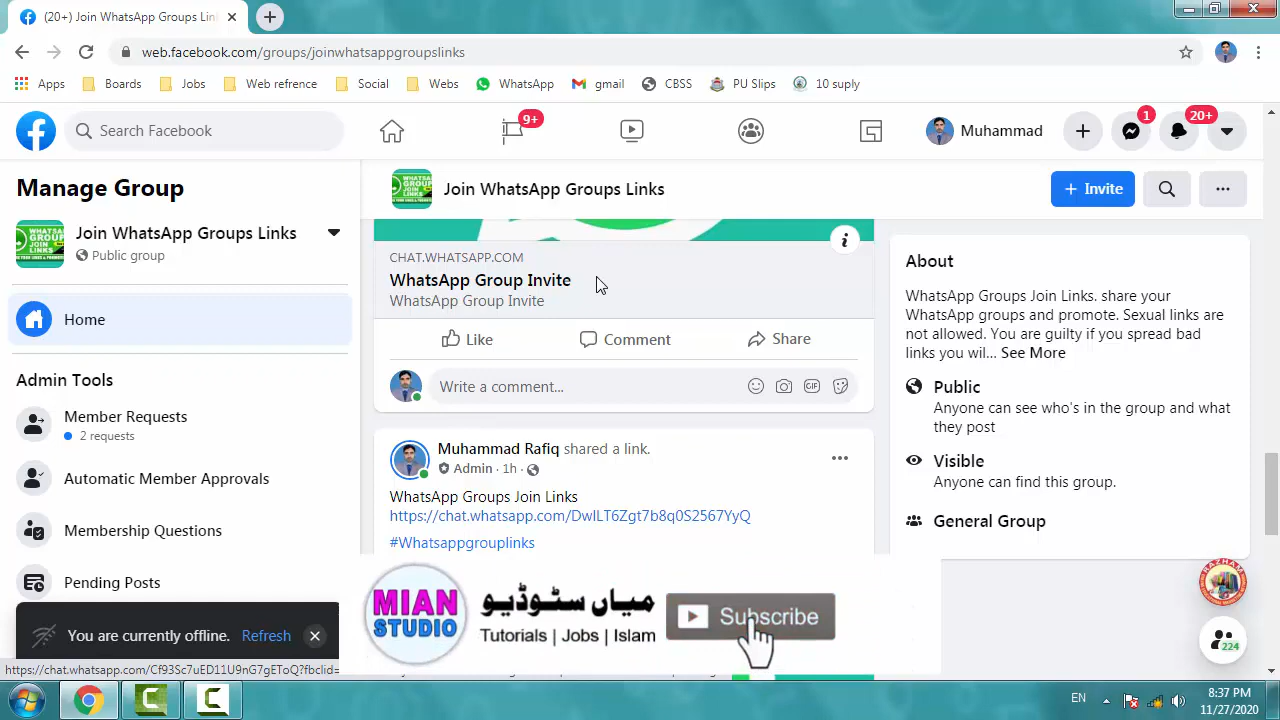 (20+) Join WhatsApp Groups Lin
web.facebook.com/groups/joinwhatsappgroupslinks
Apps Boards Jobs Web refrence Social Webs WhatsApp gmail CBSS PU Slips 10 suply
Search Facebook
9+
Muhammad
1
20+
Manage Group
Join WhatsApp Groups Links
Public group
Home
Admin Tools
Member Requests
2 requests
Automatic Member Approvals
Membership Questions
Pending Posts
You are currently offline. Refresh
https://chat.whatsapp.com/Cf93Sc7uED11U9nG7gEToQ?fbclid=
Join WhatsApp Groups Links
Invite
CHAT.WHATSAPP.COM
WhatsApp Group Invite
WhatsApp Group Invite
Like Comment Share
Write a comment...
GIF
Muhammad Rafiq shared a link.
Admin · 1h ·
WhatsApp Groups Join Links
https://chat.whatsapp.com/DwlLT6Zgt7b8q0S2567YyQ
#Whatsappgrouplinks
About
WhatsApp Groups Join Links. share your
WhatsApp groups and promote. Sexual links are
not allowed. You are guilty if you spread bad
links you wil... See More
Public
Anyone can see who's in the group and what
they post
Visible
Anyone can find this group.
General Group
MIAN
STUDIO
میاں سٹوڈیو
Tutorials | Jobs | Islam
Subscribe
224
EN
8:37 PM
11/27/2020